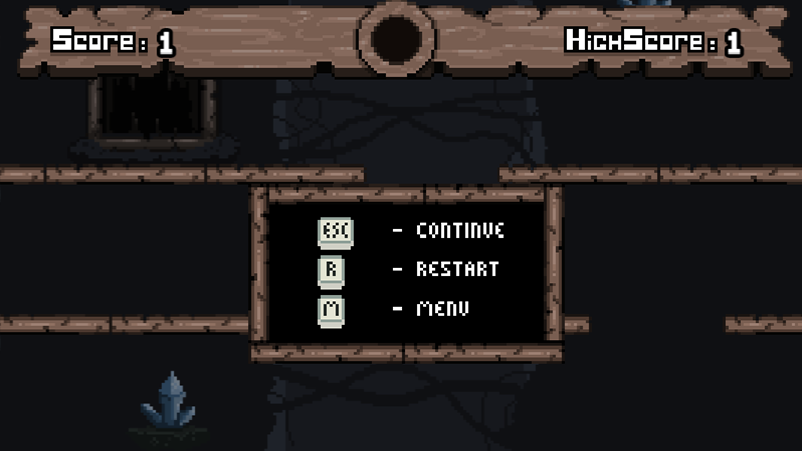 Score: 1
HighScore: 1
ESC - CONTINUE
R - RESTART
M - MENU